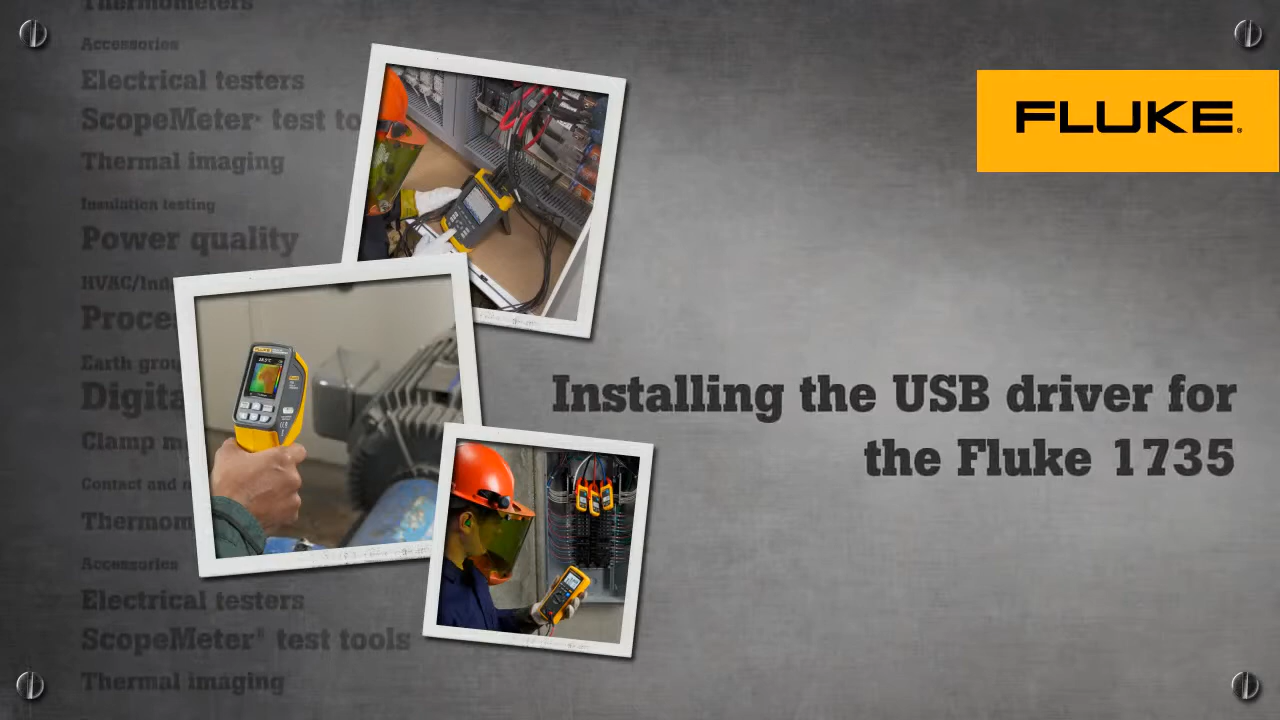 Thermometers
Accessories
Electrical testers
ScopeMeter® test to
Thermal imaging
Insulation testing
Power quality
HVAC/Ind
Proce
Earth grou
Digita
Clamp m
Contact and n
Thermom
Accessories
Electrical testers
ScopeMeter® test tools
Thermal imaging
FLUKE®
Installing the USB driver for
the Fluke 1735
FLUKE